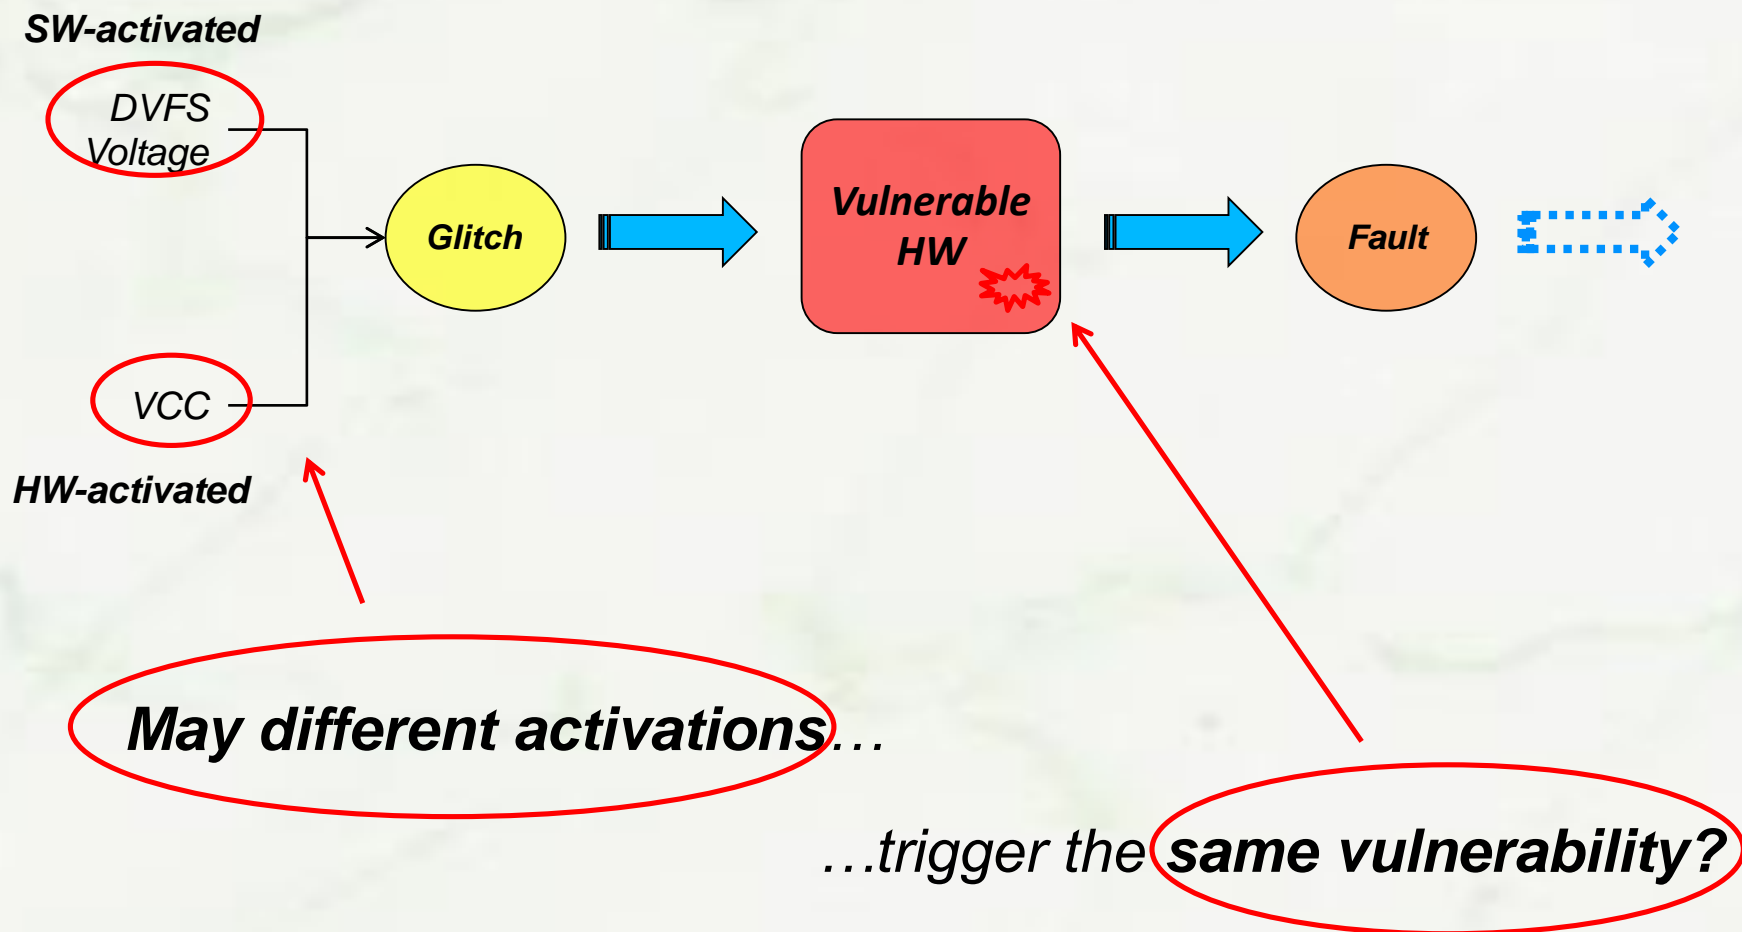 SW-activated
DVFS
Voltage
Glitch
Vulnerable
HW
Fault
VCC
HW-activated
May different activations…
…trigger the same vulnerability?